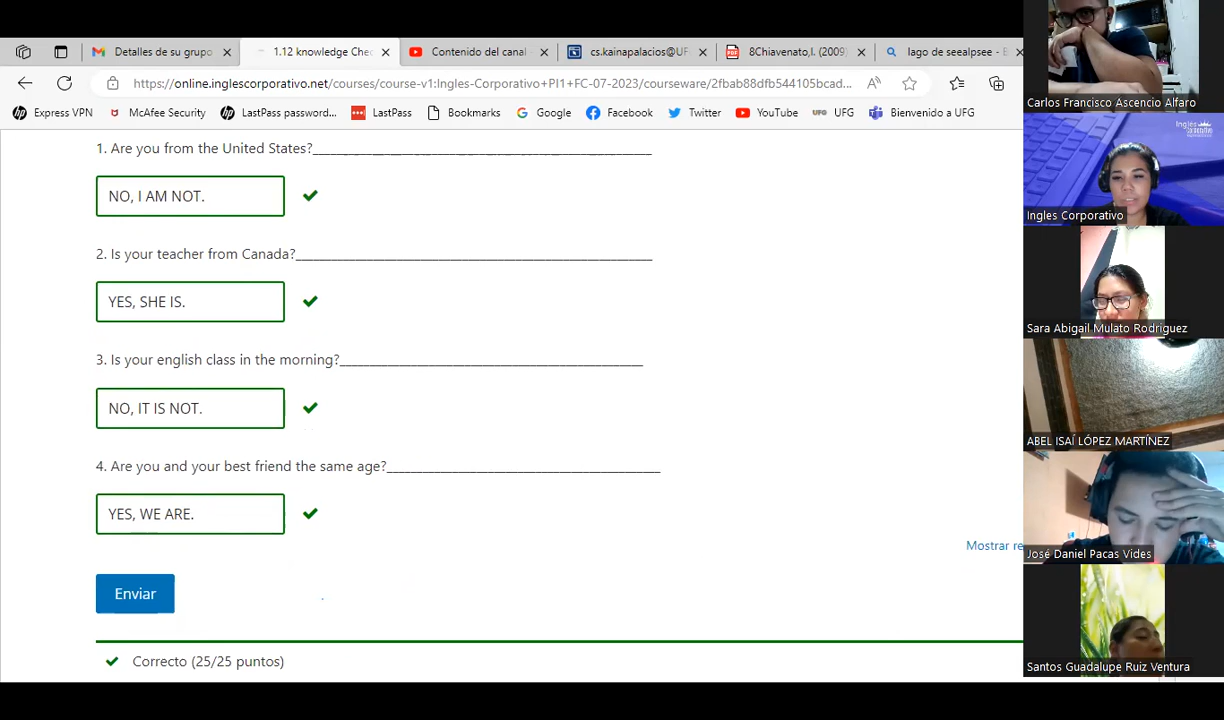 Detalles de su grupo
1.12 knowledge Che
Contenido del canal
cs.kainapalacios@UF
8Chiavenato,I. (2009)
lago de seealpsee - B
https://online.inglescorporativo.net/courses/course-v1:Ingles-Corporativo+PI1+FC-07-2023/courseware/2fbab88dfb544105bcad...
Express VPN
McAfee Security
LastPass password...
LastPass
Bookmarks
Google
Facebook
Twitter
YouTube
UFG
Bienvenido a UFG
1. Are you from the United States?
NO, I AM NOT.
2. Is your teacher from Canada?
YES, SHE IS.
3. Is your english class in the morning?
NO, IT IS NOT.
4. Are you and your best friend the same age?
YES, WE ARE.
Mostrar re
Enviar
Correcto (25/25 puntos)
Carlos Francisco Ascencio Alfaro
Inglés
Corporativo
Ingles Corporativo
Sara Abigail Mulato Rodríguez
ABEL ISAÍ LÓPEZ MARTÍNEZ
José Daniel Pacas Vides
Santos Guadalupe Ruiz Ventura